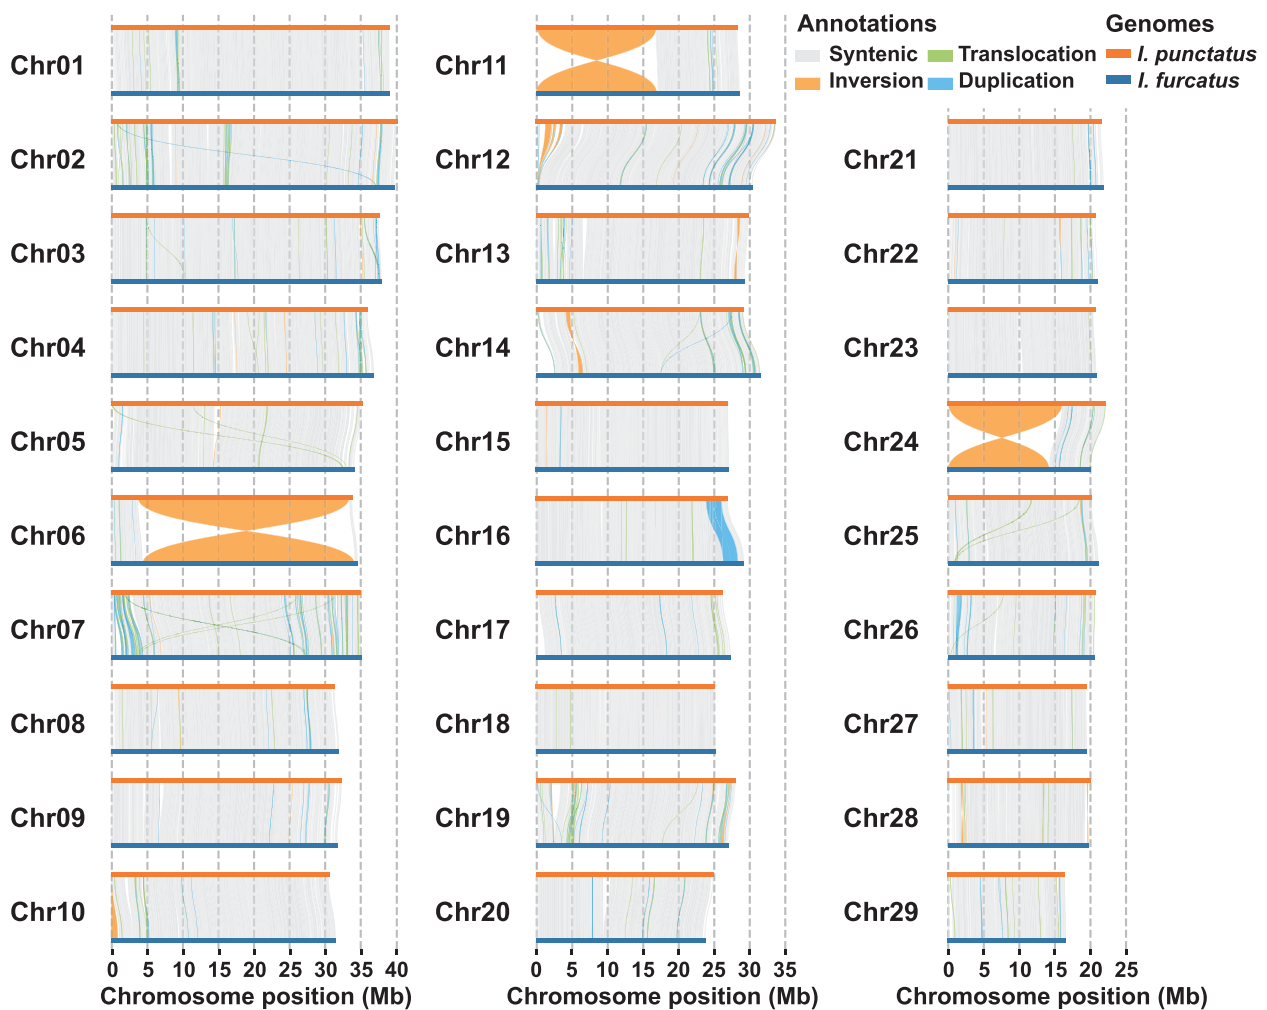 Annotations
Syntenic
Translocation
Inversion
Duplication
Genomes
I. punctatus
I. furcatus
Chr01
Chr02
Chr03
Chr04
Chr05
Chr06
Chr07
Chr08
Chr09
Chr10
0 5 10 15 20 25 30 35 40
Chromosome position (Mb)
Chr11
Chr12
Chr13
Chr14
Chr15
Chr16
Chr17
Chr18
Chr19
Chr20
0 5 10 15 20 25 30 35
Chromosome position (Mb)
Chr21
Chr22
Chr23
Chr24
Chr25
Chr26
Chr27
Chr28
Chr29
0 5 10 15 20 25
Chromosome position (Mb)